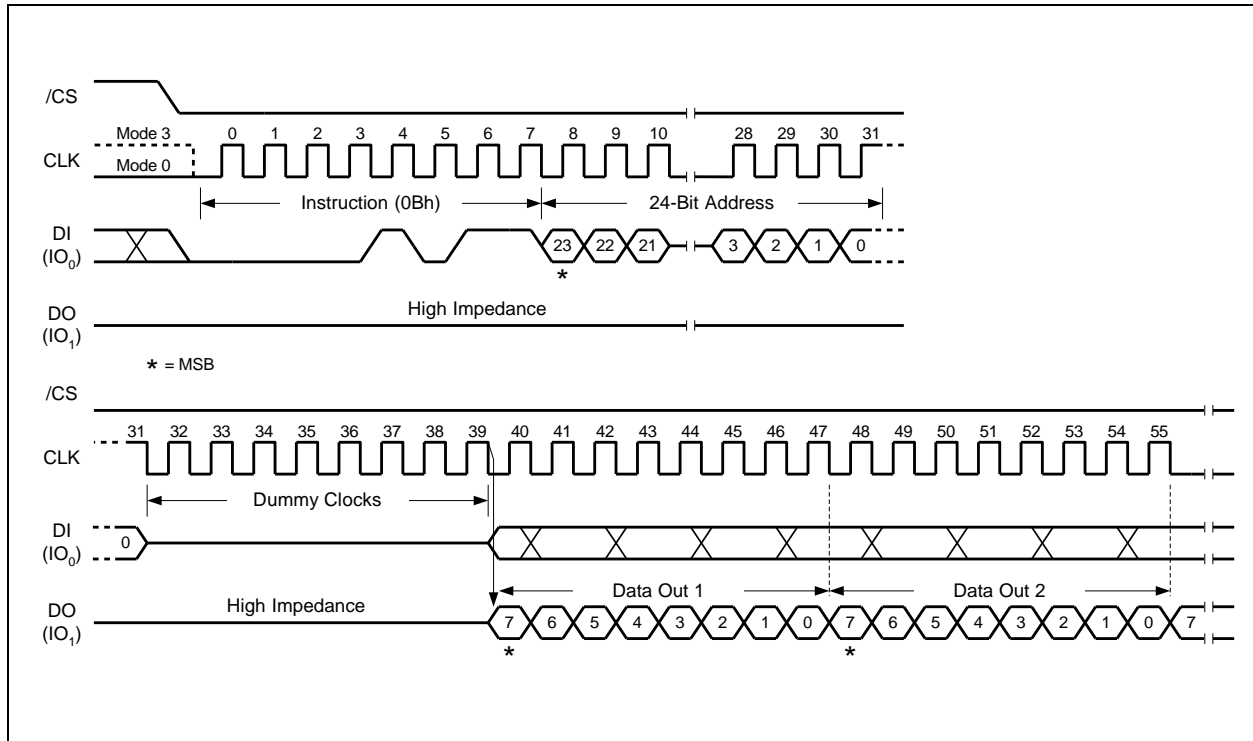 /CS
Mode 3 0 1 2 3 4 5 6 7 8 9 10 28 29 30 31
CLK Mode 0
Instruction (0Bh) 24-Bit Address
DI
(IO0) 23 22 21 3 2 1 0
*
High Impedance
DO
(IO1)
* = MSB
/CS
31 32 33 34 35 36 37 38 39 40 41 42 43 44 45 46 47 48 49 50 51 52 53 54 55
CLK
Dummy Clocks
DI
(IO0) 0
Data Out 1 Data Out 2
High Impedance
DO
(IO1) 7 6 5 4 3 2 1 0 7 6 5 4 3 2 1 0 7
* *